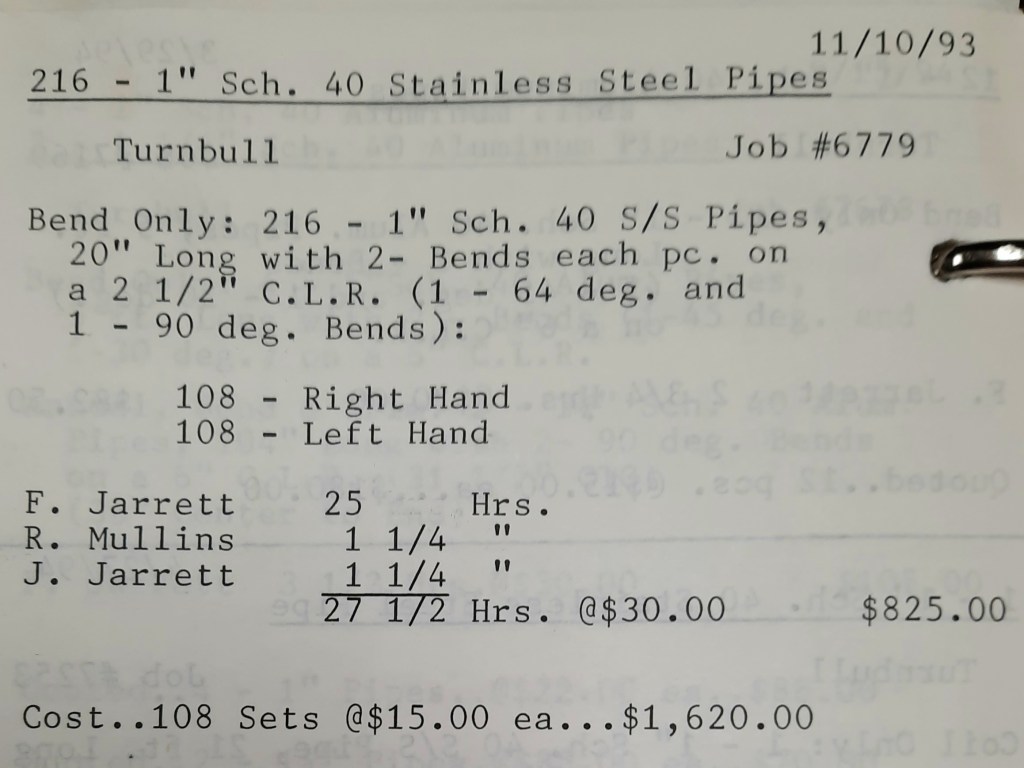 11/10/93
216 - 1" Sch. 40 Stainless Steel Pipes
Turnbull Job #6779
Bend Only: 216 - 1" Sch. 40 S/S Pipes,
20" Long with 2- Bends each pc. on
a 2 1/2" C.L.R. (1 - 64 deg. and
1 - 90 deg. Bends):
108 - Right Hand
108 - Left Hand
F. Jarrett 25 Hrs.
R. Mullins 1 1/4 "
J. Jarrett 1 1/4 "
27 1/2 Hrs. @$30.00 $825.00
Cost..108 Sets @$15.00 ea...$1,620.00